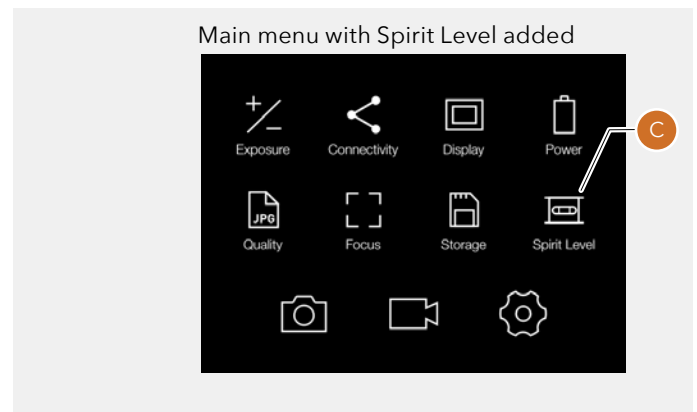 Main menu with Spirit Level added
Exposure Connectivity Display Power
C
JPG
Quality Focus Storage Spirit Level